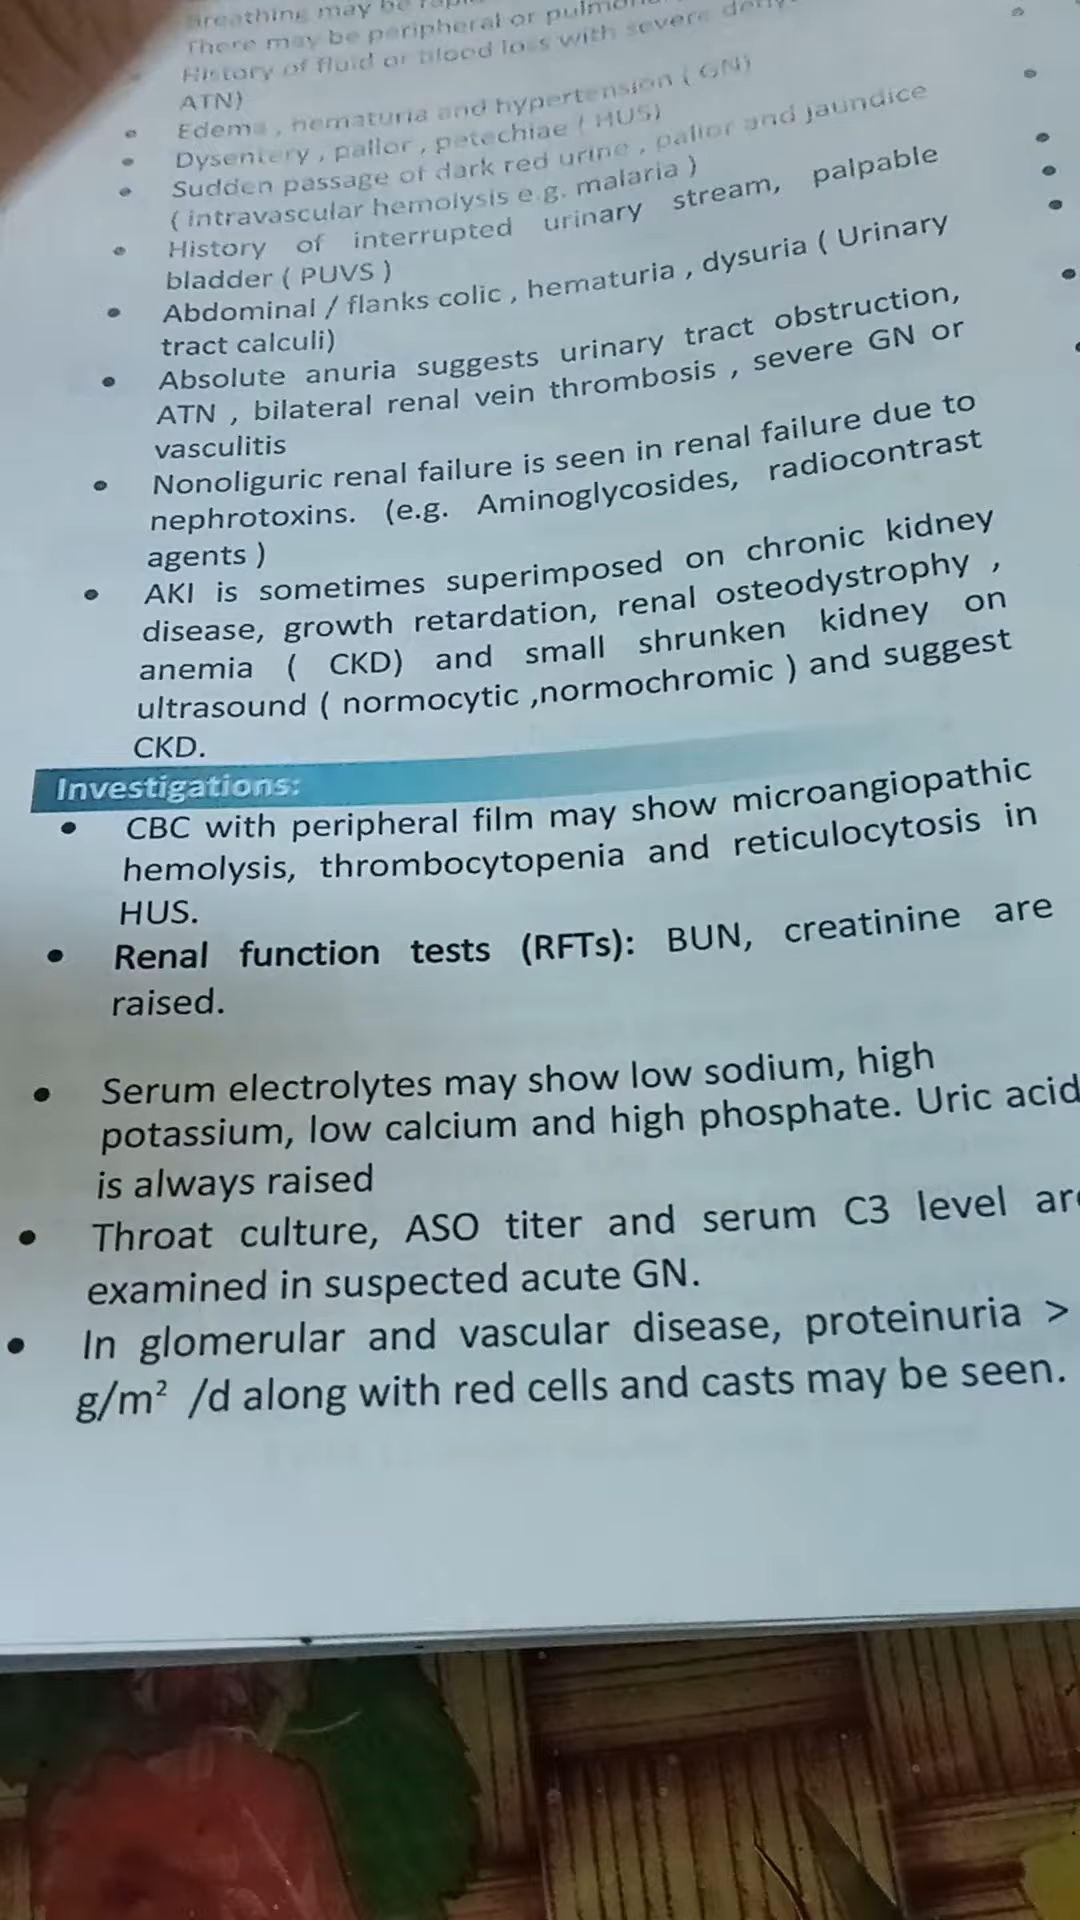 Breathing may be
There may be peripheral or
History of fluid or blood loss with severe
ATN)
Edema , hematuria and hypertension ( GN)
Dysentery , pallor , petechiae ( HUS)
Sudden passage of dark red urine , pallor and jaundice
( intravascular hemolysis e.g. malaria )
History of interrupted urinary stream, palpable
bladder ( PUVS )
Abdominal / flanks colic , hematuria , dysuria ( Urinary
tract calculi)
Absolute anuria suggests urinary tract obstruction,
ATN , bilateral renal vein thrombosis , severe GN or
vasculitis
Nonoliguric renal failure is seen in renal failure due to
nephrotoxins. (e.g. Aminoglycosides, radiocontrast
agents )
AKI is sometimes superimposed on chronic kidney
disease, growth retardation, renal osteodystrophy ,
anemia ( CKD) and small shrunken kidney on
ultrasound ( normocytic ,normochromic ) and suggest
CKD.
Investigations:
CBC with peripheral film may show microangiopathic
hemolysis, thrombocytopenia and reticulocytosis in
HUS.
Renal function tests (RFTs): BUN, creatinine are
raised.
Serum electrolytes may show low sodium, high
potassium, low calcium and high phosphate. Uric acid
is always raised
Throat culture, ASO titer and serum C3 level are
examined in suspected acute GN.
In glomerular and vascular disease, proteinuria >
g/m² /d along with red cells and casts may be seen.